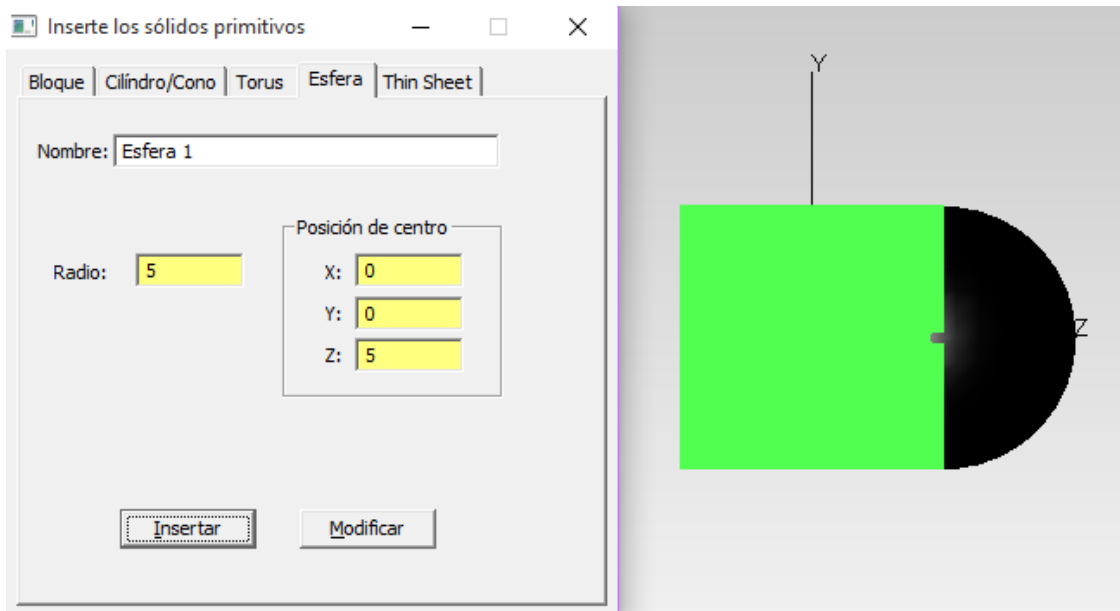 Inserte los sólidos primitivos
Bloque Cilíndro/Cono Torus Esfera Thin Sheet
Nombre: Esfera 1
Posición de centro
Radio: 5
X: 0
Y: 0
Z: 5
Insertar Modificar
Y
Z